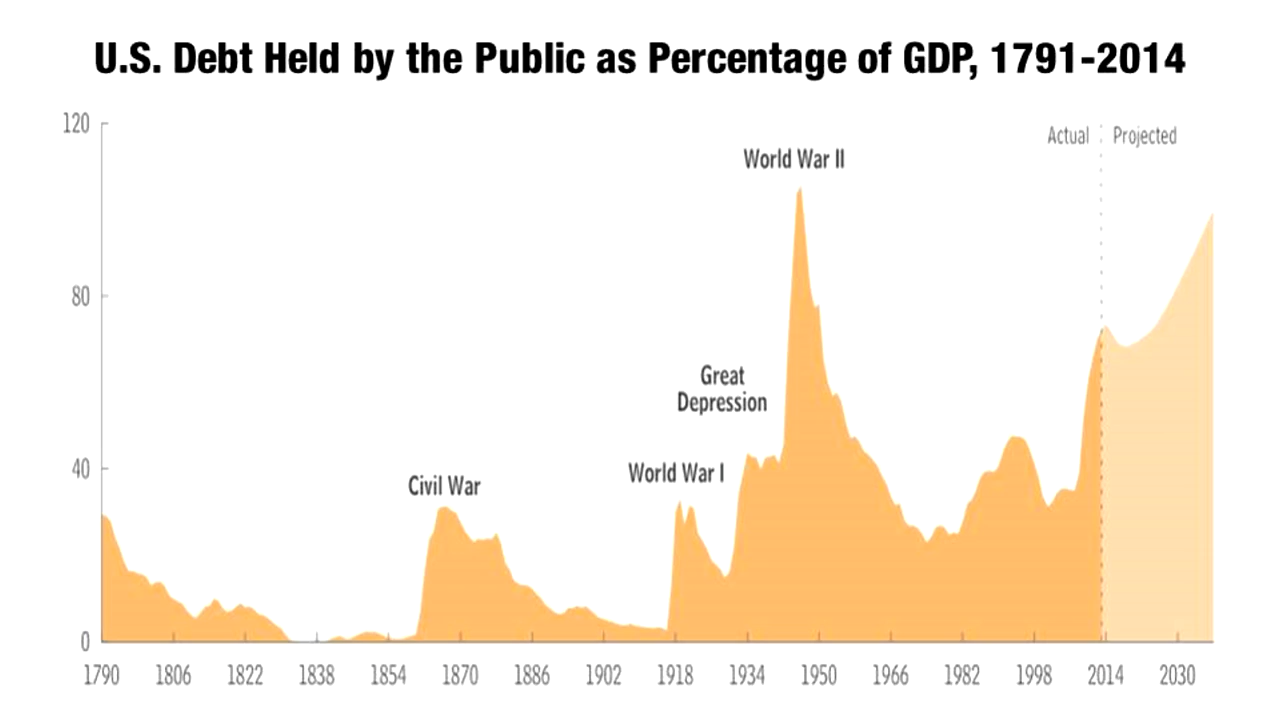 U.S. Debt Held by the Public as Percentage of GDP, 1791-2014
120
Actual
Projected
World War II
80
Great
Depression
40
World War I
Civil War
0
1790 1806 1822 1838 1854 1870 1886 1902 1918 1934 1950 1966 1982 1998 2014 2030